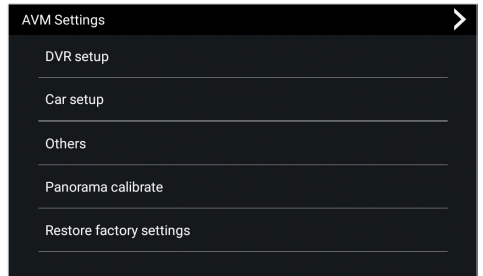 AVM Settings
DVR setup
Car setup
Others
Panorama calibrate
Restore factory settings